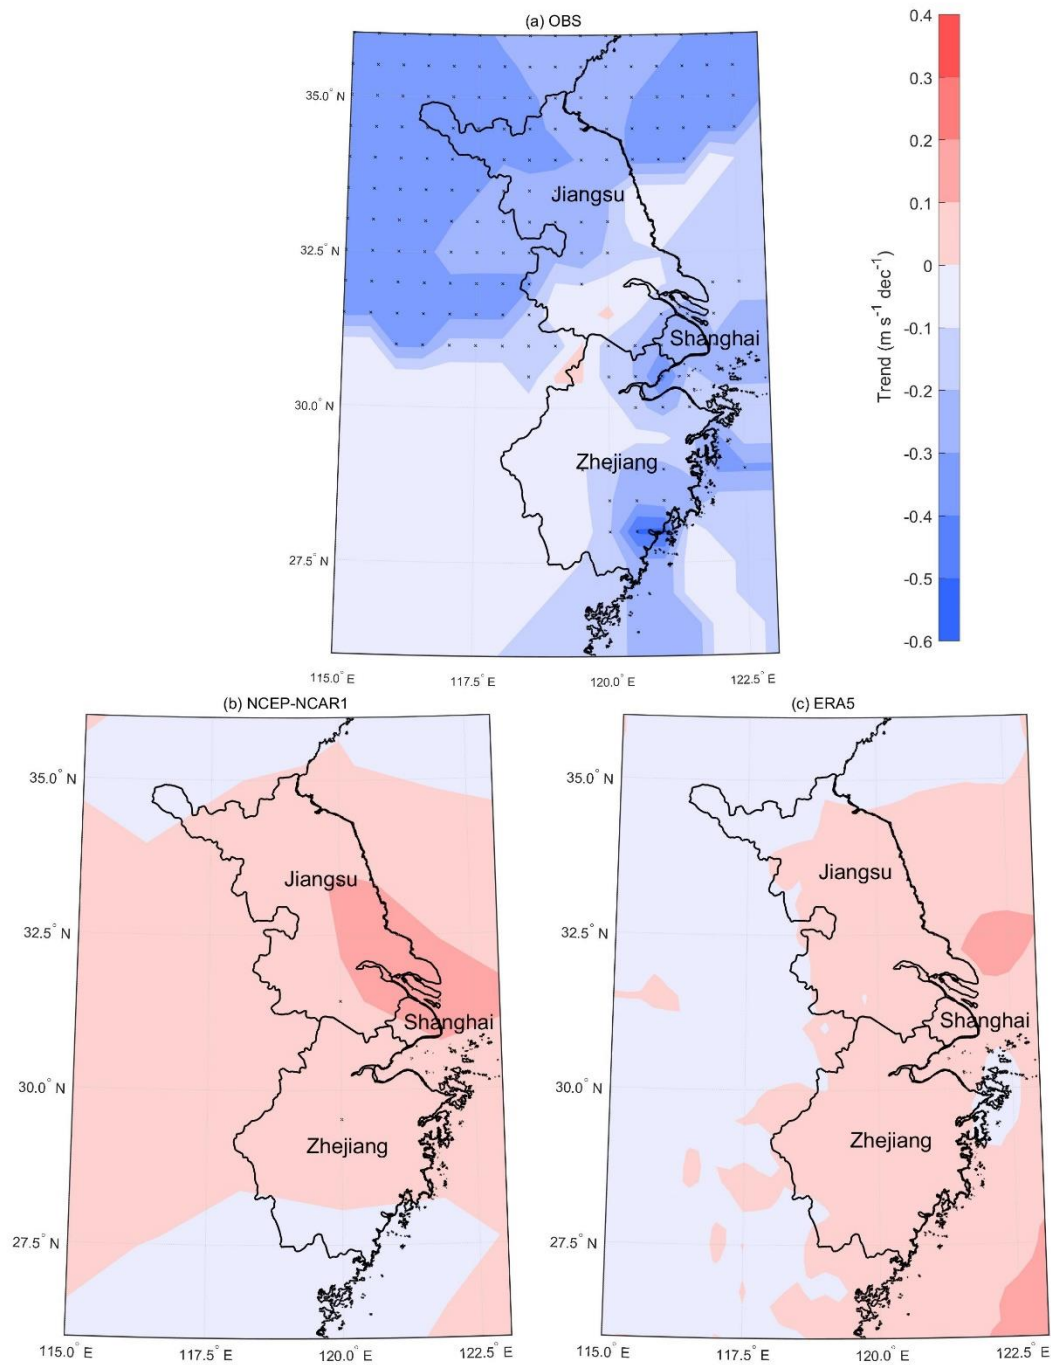 (a) OBS
35.0° N
32.5° N
30.0° N
27.5° N
115.0° E
117.5° E
120.0° E
122.5° E
Jiangsu
Shanghai
Zhejiang
0.4
0.3
0.2
0.1
0
-0.1
-0.2
-0.3
-0.4
-0.5
-0.6
Trend (m s⁻¹ dec⁻¹)
(b) NCEP-NCAR1
35.0° N
32.5° N
30.0° N
27.5° N
115.0° E
117.5° E
120.0° E
122.5° E
Jiangsu
Shanghai
Zhejiang
(c) ERA5
35.0° N
32.5° N
30.0° N
27.5° N
115.0° E
117.5° E
120.0° E
122.5° E
Jiangsu
Shanghai
Zhejiang